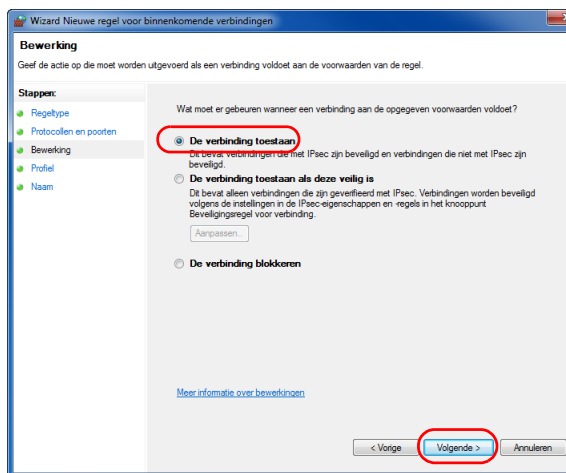 Wizard Nieuwe regel voor binnenkomende verbindingen
Bewerking
Geef de actie op die moet worden uitgevoerd als een verbinding voldoet aan de voorwaarden van de regel.
Stappen:
Regeltype
Protocollen en poorten
Bewerking
Profiel
Naam
Wat moet er gebeuren wanneer een verbinding aan de opgegeven voorwaarden voldoet?
De verbinding toestaan
Dit bevat verbindingen die met IPsec zijn beveiligd en verbindingen die niet met IPsec zijn
beveiligd.
De verbinding toestaan als deze veilig is
Dit bevat alleen verbindingen die zijn geverifieerd met IPsec. Verbindingen worden beveiligd
volgens de instellingen in de IPsec-eigenschappen en -regels in het knooppunt
Beveiligingsregel voor verbinding.
Aanpassen...
De verbinding blokkeren
Meer informatie over bewerkingen
< Vorige
Volgende >
Annuleren